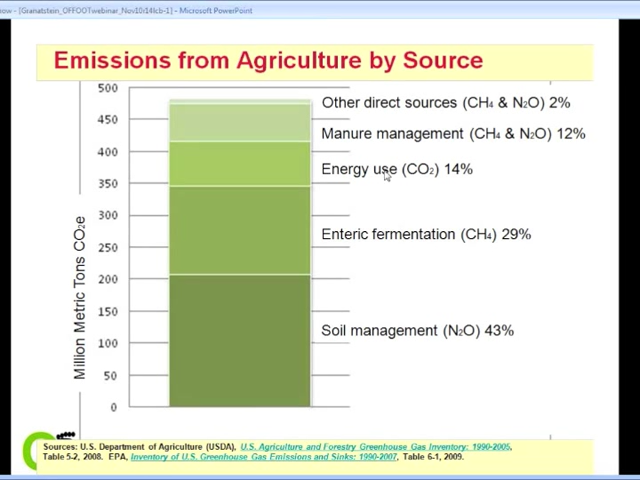 now - [Granatstein_OFFOOTwebinar_Nov10r14lcb-1] - Microsoft PowerPoint
Emissions from Agriculture by Source
500
450
400
350
300
250
200
150
100
50
0
Million Metric Tons CO2e
Other direct sources (CH4 & N2O) 2%
Manure management (CH4 & N2O) 12%
Energy use (CO2) 14%
Enteric fermentation (CH4) 29%
Soil management (N2O) 43%
Sources: U.S. Department of Agriculture (USDA), U.S. Agriculture and Forestry Greenhouse Gas Inventory: 1990-2005,
Table 5-2, 2008. EPA, Inventory of U.S. Greenhouse Gas Emissions and Sinks: 1990-2007, Table 6-1, 2009.